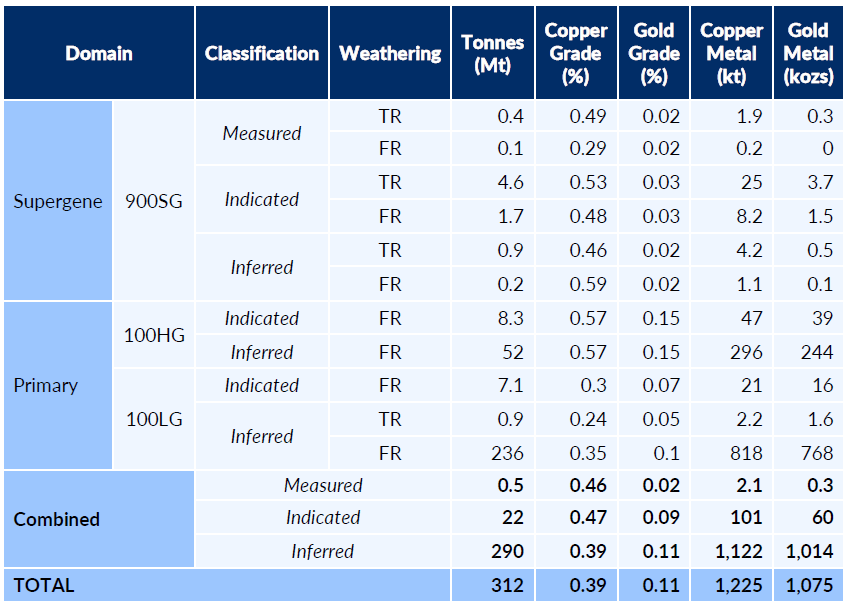 Domain Classification Weathering Tonnes (Mt) Copper Grade (%) Gold Grade (%) Copper Metal (kt) Gold Metal (kozs)
Supergene 900SG Measured TR 0.4 0.49 0.02 1.9 0.3
FR 0.1 0.29 0.02 0.2 0
Indicated TR 4.6 0.53 0.03 25 3.7
FR 1.7 0.48 0.03 8.2 1.5
Inferred TR 0.9 0.46 0.02 4.2 0.5
FR 0.2 0.59 0.02 1.1 0.1
Primary 100HG Indicated FR 8.3 0.57 0.15 47 39
Inferred FR 52 0.57 0.15 296 244
100LG Indicated FR 7.1 0.3 0.07 21 16
Inferred TR 0.9 0.24 0.05 2.2 1.6
FR 236 0.35 0.1 818 768
Combined Measured 0.5 0.46 0.02 2.1 0.3
Indicated 22 0.47 0.09 101 60
Inferred 290 0.39 0.11 1,122 1,014
TOTAL 312 0.39 0.11 1,225 1,075